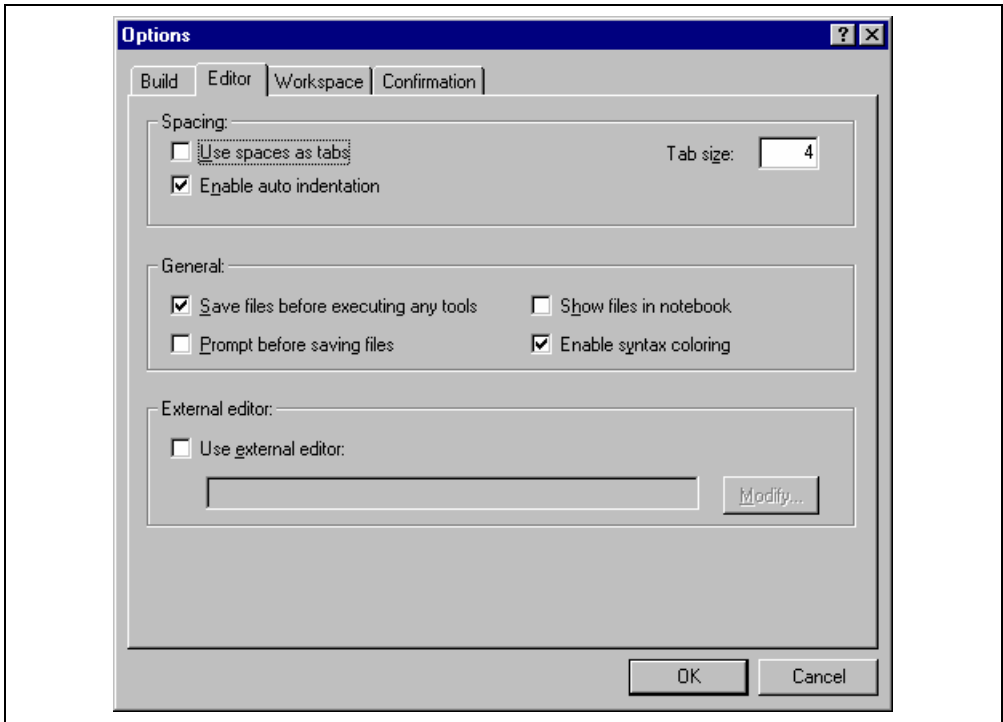 Options
Build Editor Workspace Confirmation
Spacing:
Use spaces as tabs Tab size: 4
Enable auto indentation
General:
Save files before executing any tools Show files in notebook
Prompt before saving files Enable syntax coloring
External editor:
Use external editor:
Modify...
OK Cancel